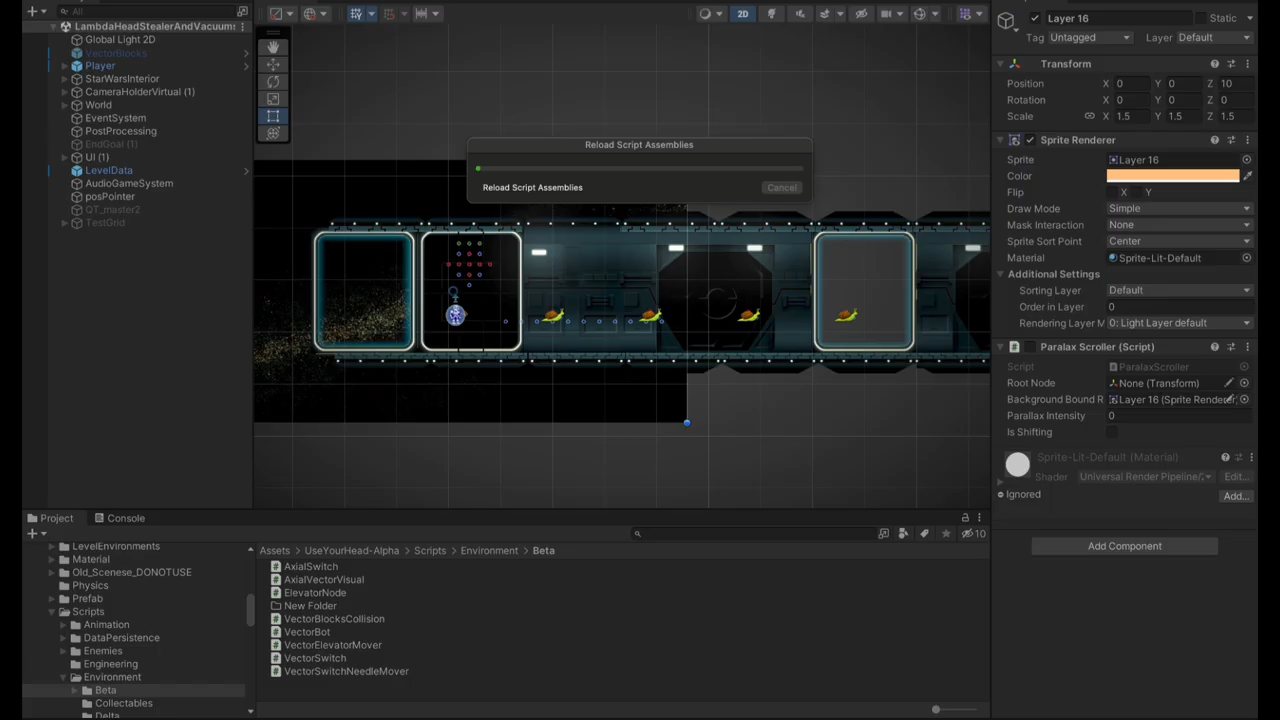 All
LambdaHeadStealerAndVacuums
Global Light 2D
VectorBlocks
Player
StarWarsInterior
CameraHolderVirtual (1)
World
EventSystem
PostProcessing
EndGoal (1)
UI (1)
LevelData
AudioGameSystem
posPointer
QT_master2
TestGrid
2D
Reload Script Assemblies
Reload Script Assemblies
Cancel
Layer 16
Static
Tag Untagged
Layer Default
Transform
Position X 0 Y 0 Z 10
Rotation X 0 Y 0 Z 0
Scale X 1.5 Y 1.5 Z 1.5
Sprite Renderer
Sprite Layer 16
Color
Flip X Y
Draw Mode Simple
Mask Interaction None
Sprite Sort Point Center
Material Sprite-Lit-Default
Additional Settings
Sorting Layer Default
Order in Layer 0
Rendering Layer M 0: Light Layer default
Paralax Scroller (Script)
Script ParalaxScroller
Root Node None (Transform)
Background Bound R Layer 16 (Sprite Renderer
Parallax Intensity 0
Is Shifting
Sprite-Lit-Default (Material)
Shader Universal Render Pipeline/2 Edit...
Ignored Add...
Add Component
Project Console
10
LevelEnvironments
Material
Old_Scenese_DONOTUSE
Physics
Prefab
Scripts
Animation
DataPersistence
Enemies
Engineering
Environment
Beta
Collectables
Delta
Assets UseYourHead-Alpha Scripts Environment Beta
AxialSwitch
AxialVectorVisual
ElevatorNode
New Folder
VectorBlocksCollision
VectorBot
VectorElevatorMover
VectorSwitch
VectorSwitchNeedleMover